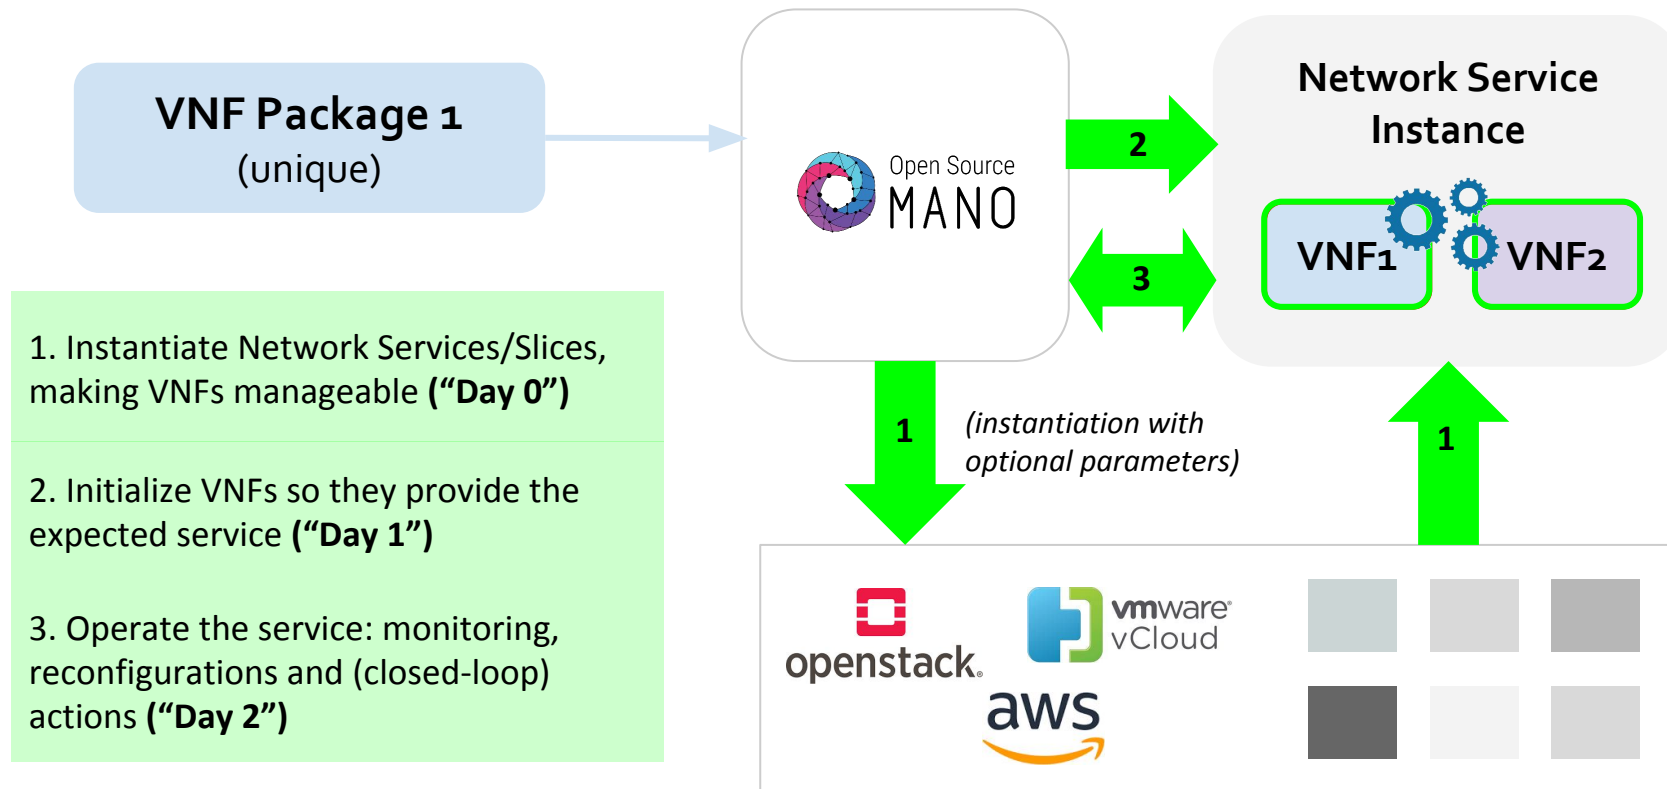 VNF Package 1
(unique)
Open Source
MANO
2
3
Network Service
Instance
VNF1
VNF2
1. Instantiate Network Services/Slices,
making VNFs manageable (“Day 0”)
2. Initialize VNFs so they provide the
expected service (“Day 1”)
3. Operate the service: monitoring,
reconfigurations and (closed-loop)
actions (“Day 2”)
1
(instantiation with
optional parameters)
1
openstack.
vmware®
vCloud
aws